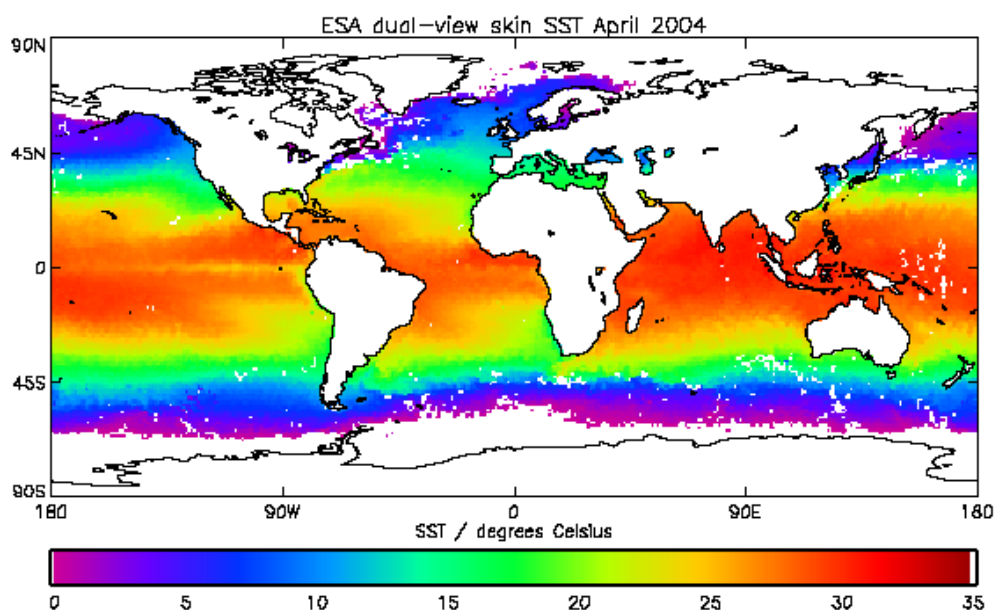 ESA dual-view skin SST April 2004
90N
45N
0
45S
90S
180 90W 0 90E 180
SST / degrees Celsius
0 5 10 15 20 25 30 35